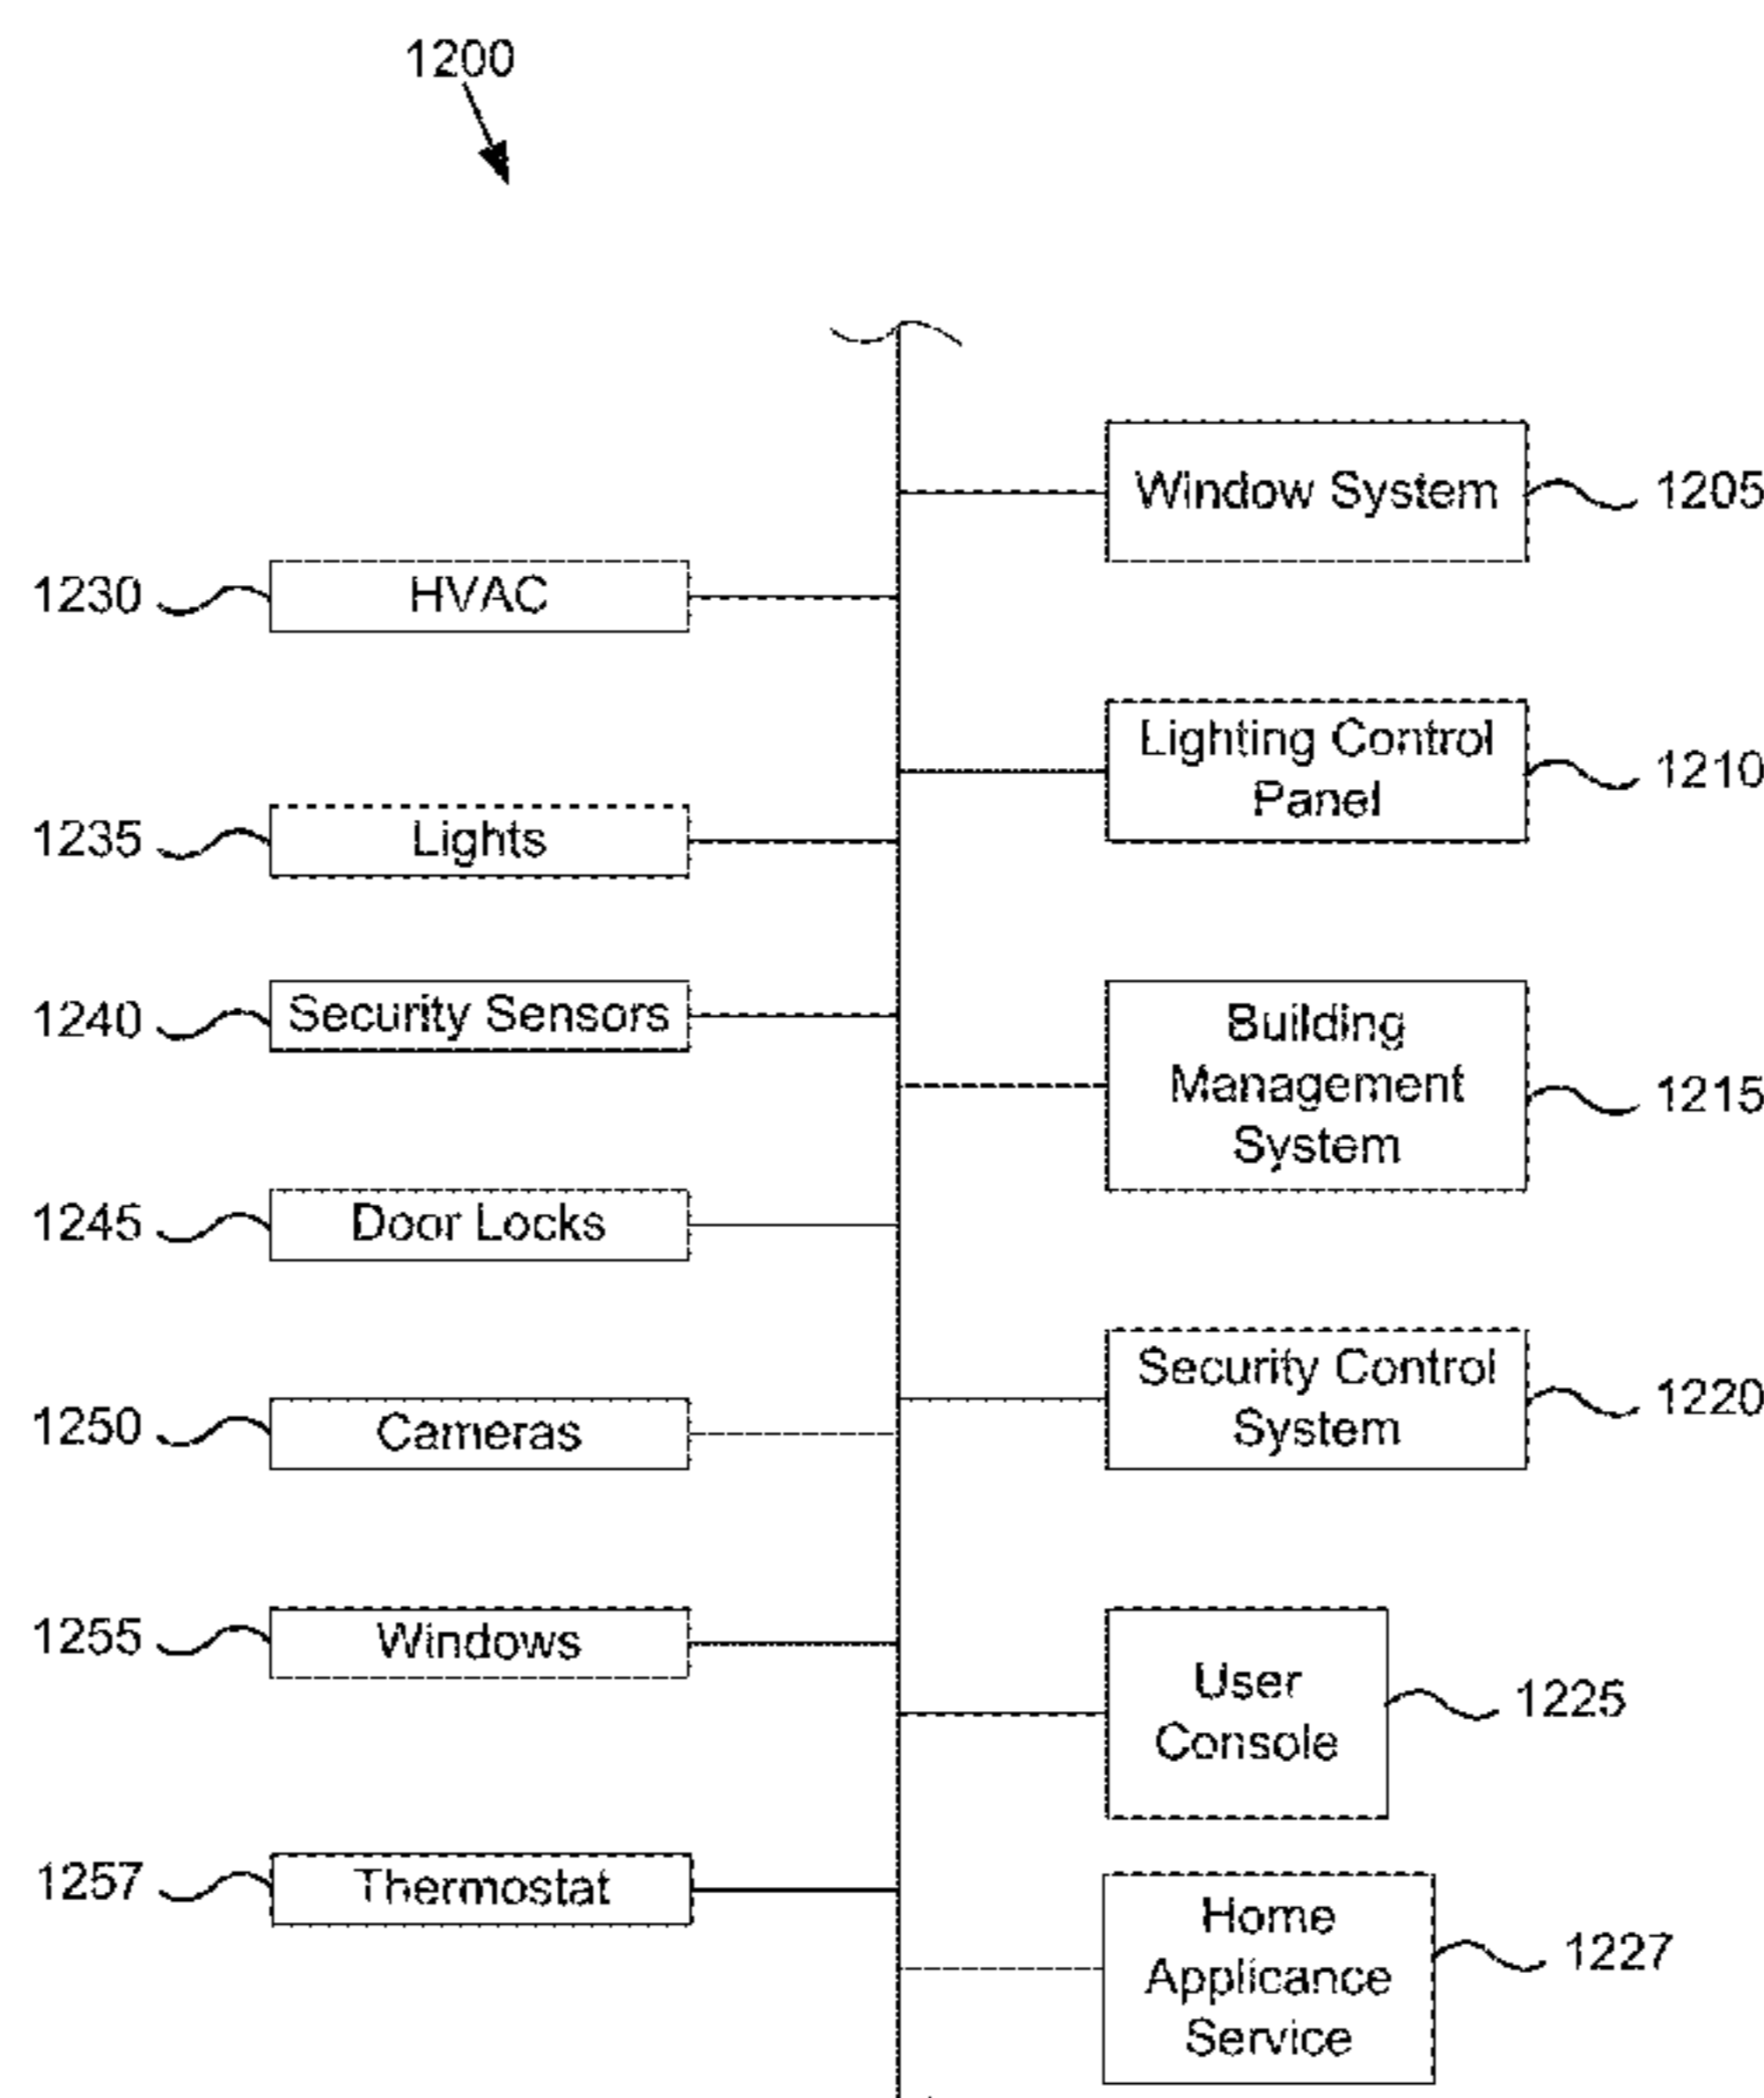 1200
Window System
1205
1230
HVAC
Lighting Control
Panel
1210
1235
Lights
1240
Security Sensors
Building
Management
System
1215
1245
Door Locks
Security Control
System
1220
1250
Cameras
1255
Windows
User
Console
1225
1257
Thermostat
Home
Applicance
Service
1227